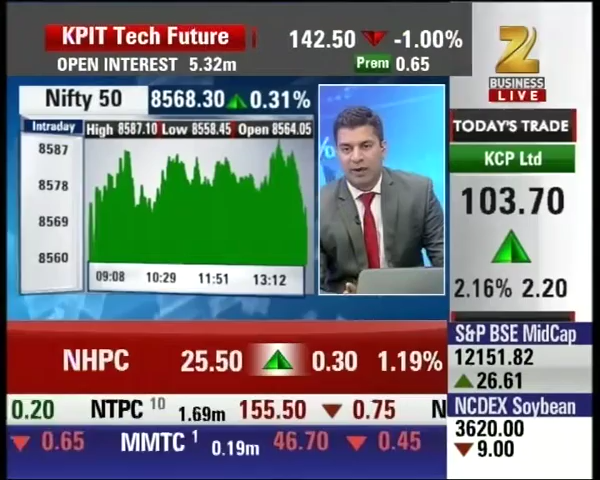 KPIT Tech Future 142.50 -1.00%
OPEN INTEREST 5.32m Prem 0.65
Z
BUSINESS
LIVE
Nifty 50 8568.30 0.31%
Intraday High 8587.10 Low 8558.45 Open 8564.05
8587
8578
8569
8560
09:08 10:29 11:51 13:12
%
TODAY'S TRADE
KCP Ltd
103.70
2.16% 2.20
NHPC 25.50 0.30 1.19%
S&P BSE MidCap
12151.82
26.61
0.20 NTPC 10 1.69m 155.50 0.75 N
0.65 MMTC 1 0.19m 46.70 0.45
NCDEX Soybean
3620.00
9.00